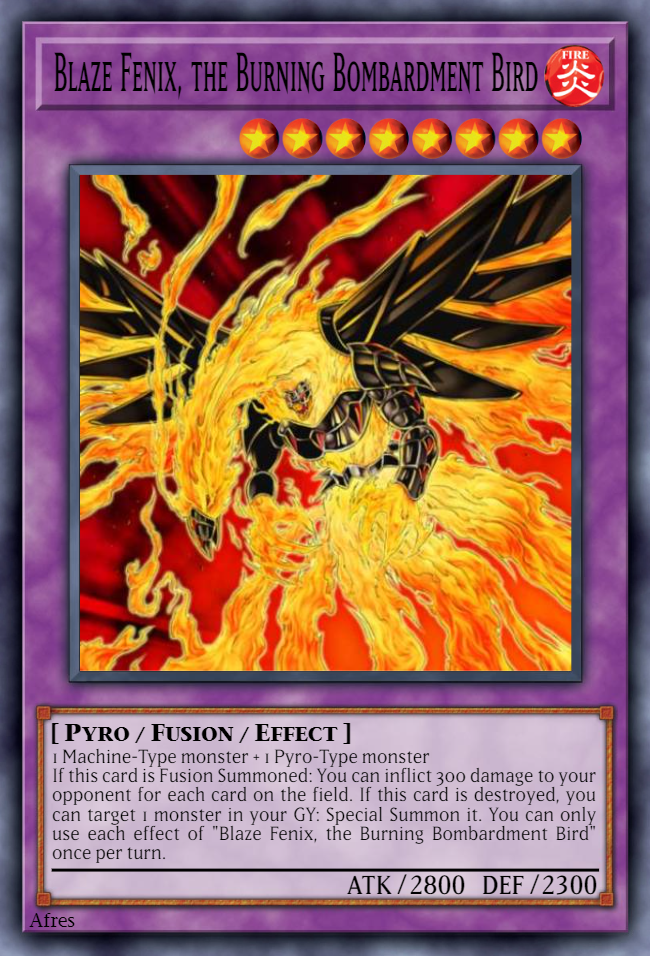 Blaze Fenix, the Burning Bombardment Bird
FIRE
炎
[ Pyro / Fusion / Effect ]
1 Machine-Type monster + 1 Pyro-Type monster
If this card is Fusion Summoned: You can inflict 300 damage to your
opponent for each card on the field. If this card is destroyed, you
can target 1 monster in your GY: Special Summon it. You can only
use each effect of "Blaze Fenix, the Burning Bombardment Bird"
once per turn.
ATK / 2800 DEF / 2300
Afres